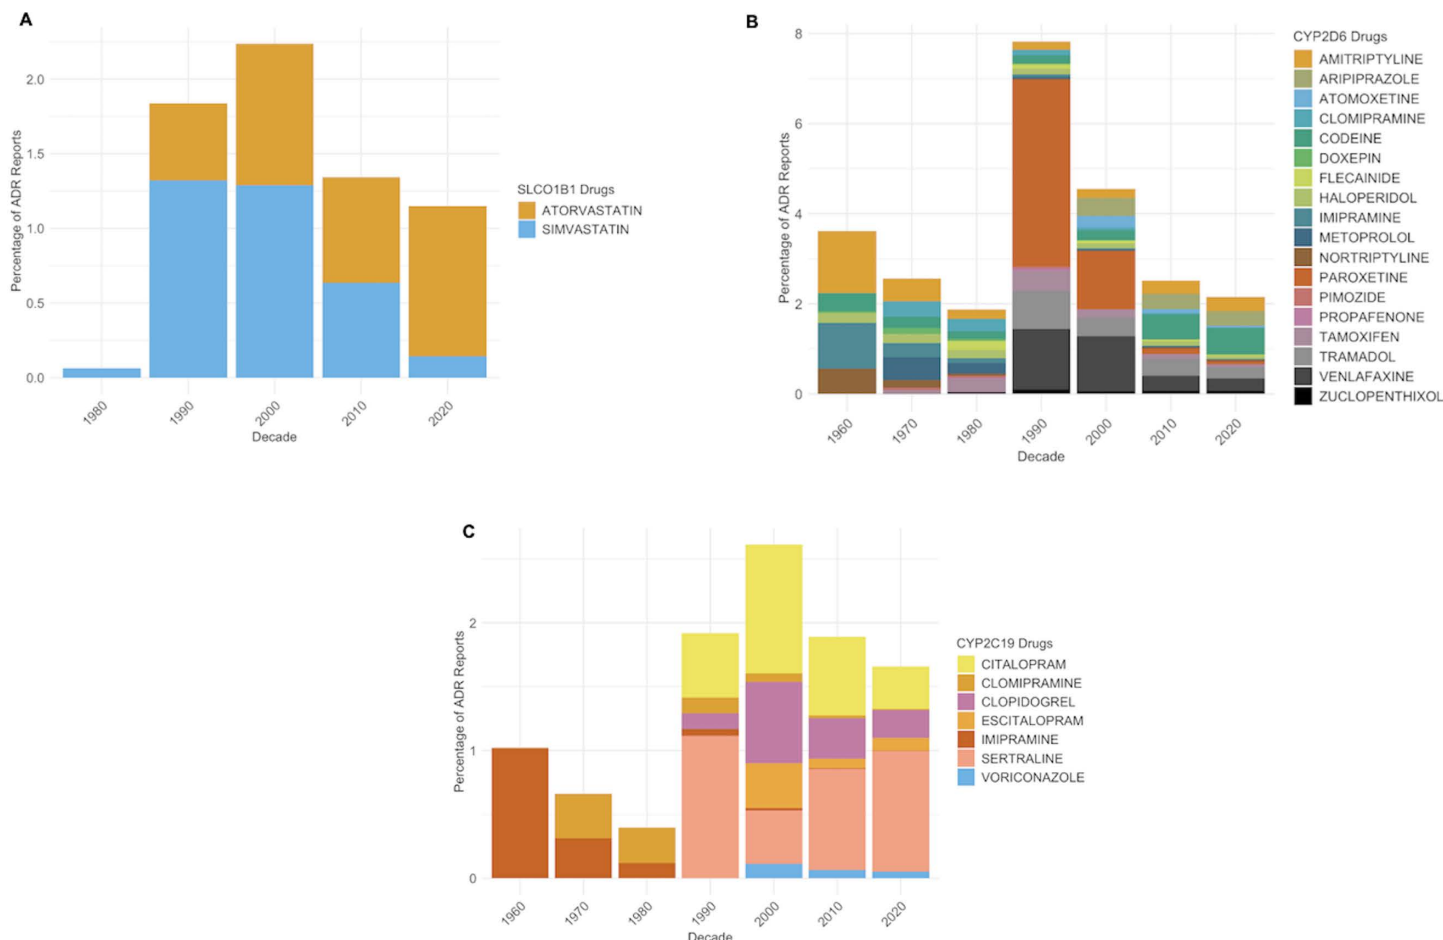 A
Percentage of ADR Reports
2.0
1.5
1.0
0.5
0.0
1980
1990
2000
2010
2020
Decade
SLCO1B1 Drugs
ATORVASTATIN
SIMVASTATIN
B
Percentage of ADR Reports
8
6
4
2
0
1960
1970
1980
1990
2000
2010
2020
Decade
CYP2D6 Drugs
AMITRIPTYLINE
ARIPIPRAZOLE
ATOMOXETINE
CLOMIPRAMINE
CODEINE
DOXEPIN
FLECAINIDE
HALOPERIDOL
IMIPRAMINE
METOPROLOL
NORTRIPTYLINE
PAROXETINE
PIMOZIDE
PROPAFENONE
TAMOXIFEN
TRAMADOL
VENLAFAXINE
ZUCLOPENTHIXOL
C
Percentage of ADR Reports
2
1
0
1960
1970
1980
1990
2000
2010
2020
Decade
CYP2C19 Drugs
CITALOPRAM
CLOMIPRAMINE
CLOPIDOGREL
ESCITALOPRAM
IMIPRAMINE
SERTRALINE
VORICONAZOLE